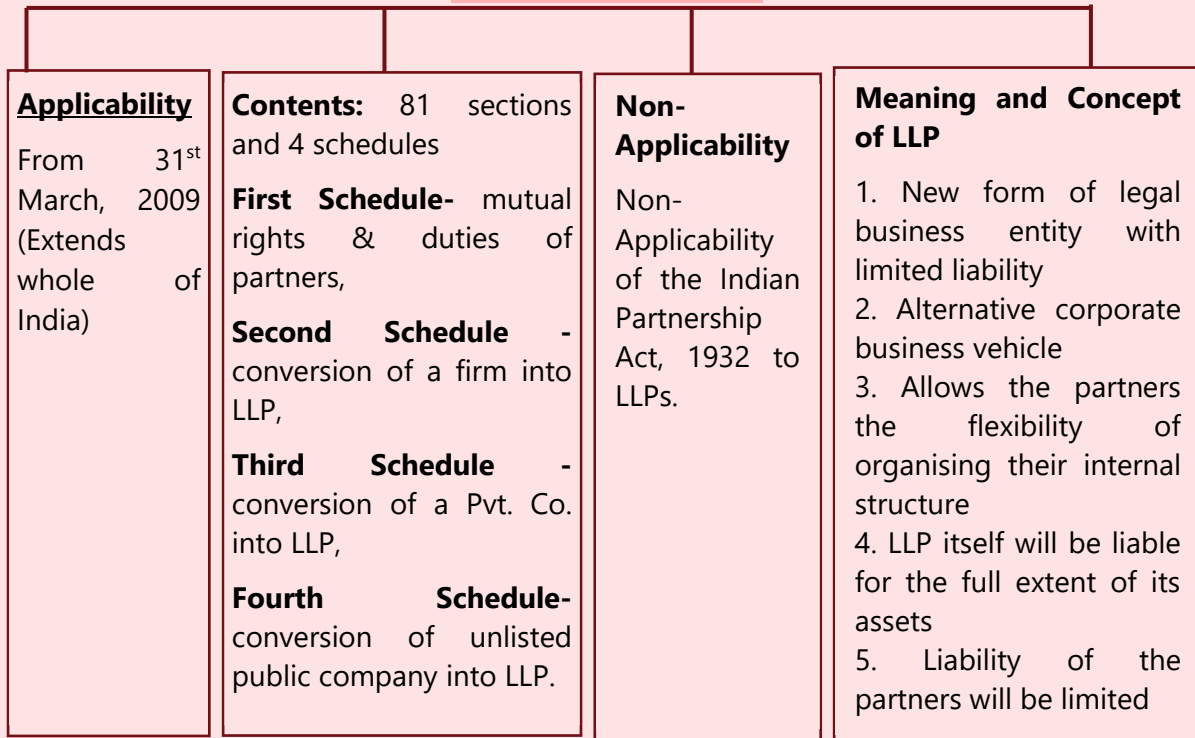 Applicability
From 31st
March, 2009
(Extends
whole of
India)
Contents: 81 sections
and 4 schedules
First Schedule- mutual
rights & duties of
partners,
Second Schedule -
conversion of a firm into
LLP,
Third Schedule -
conversion of a Pvt. Co.
into LLP,
Fourth Schedule-
conversion of unlisted
public company into LLP.
Non-
Applicability
Non-
Applicability
of the Indian
Partnership
Act, 1932 to
LLPs.
Meaning and Concept
of LLP
1. New form of legal
business entity with
limited liability
2. Alternative corporate
business vehicle
3. Allows the partners
the flexibility of
organising their internal
structure
4. LLP itself will be liable
for the full extent of its
assets
5. Liability of the
partners will be limited